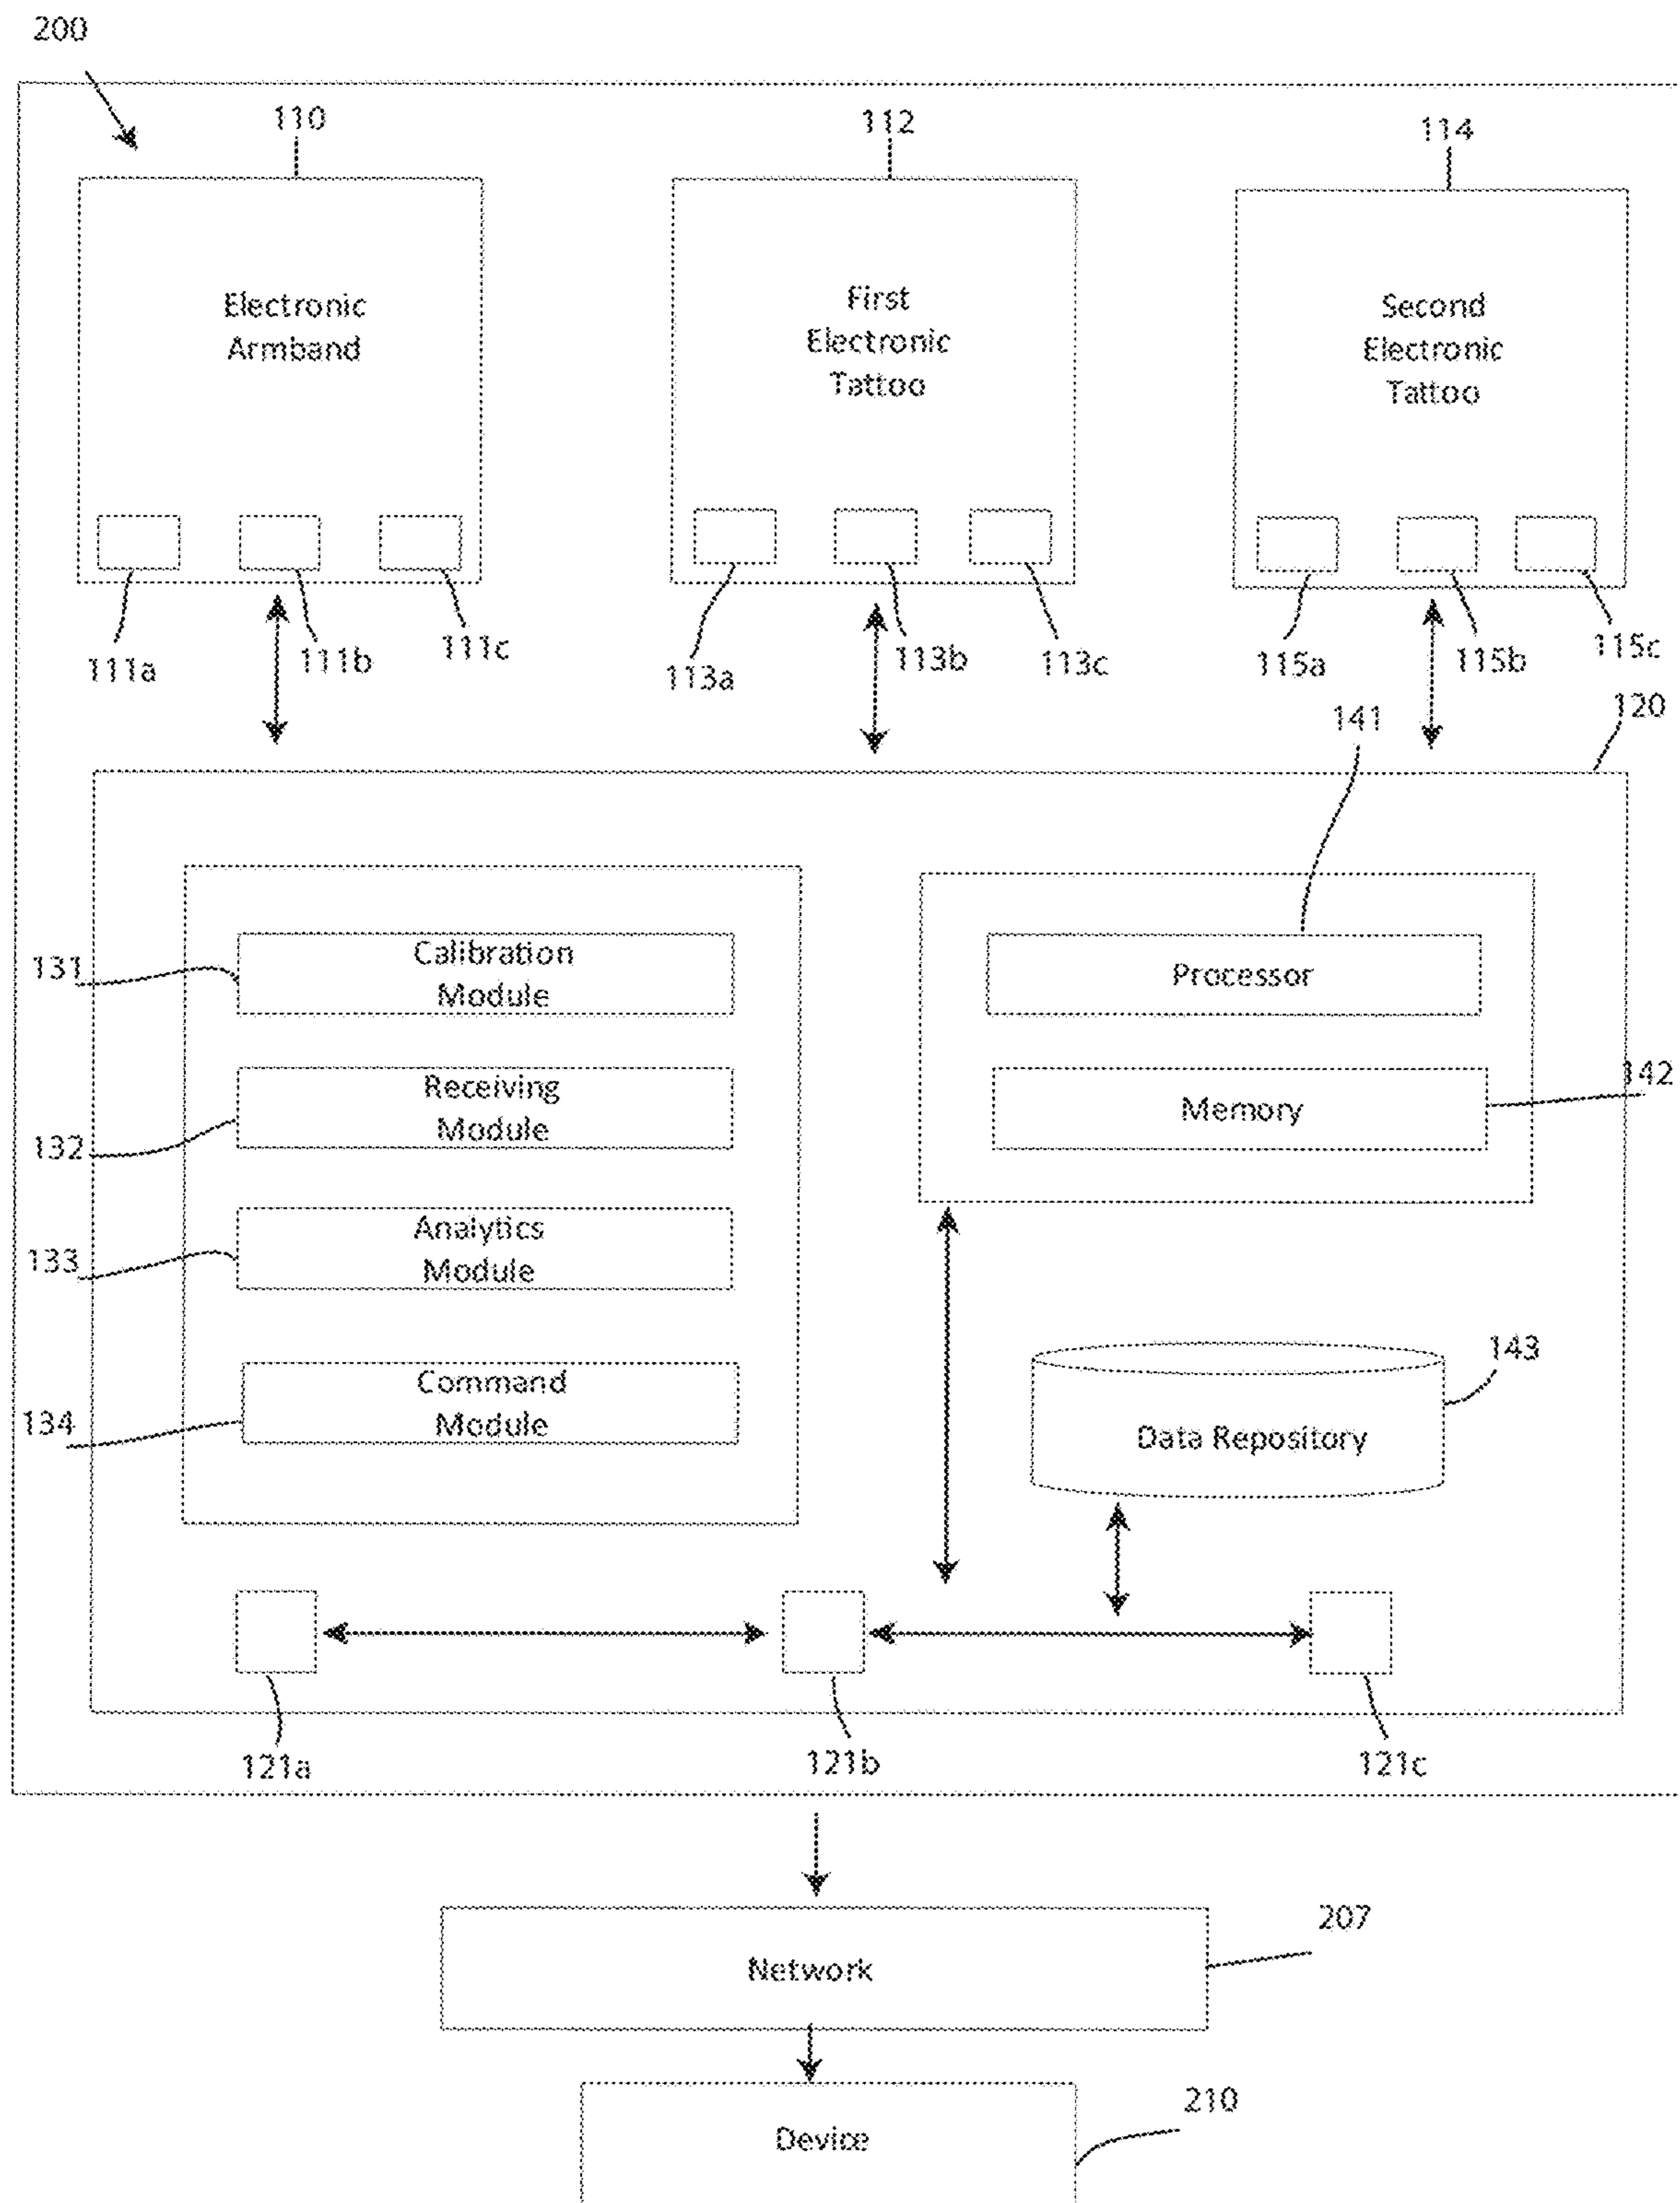 200
110
112
114
Electronic
Armband
First
Electronic
Tattoo
Second
Electronic
Tattoo
111a
111b
111c
113a
113b
113c
115a
115b
115c
120
141
131
Calibration
Module
Processor
132
Receiving
Module
Memory
142
133
Analytics
Module
134
Command
Module
143
Data Repository
121a
121b
121c
207
Network
210
Device